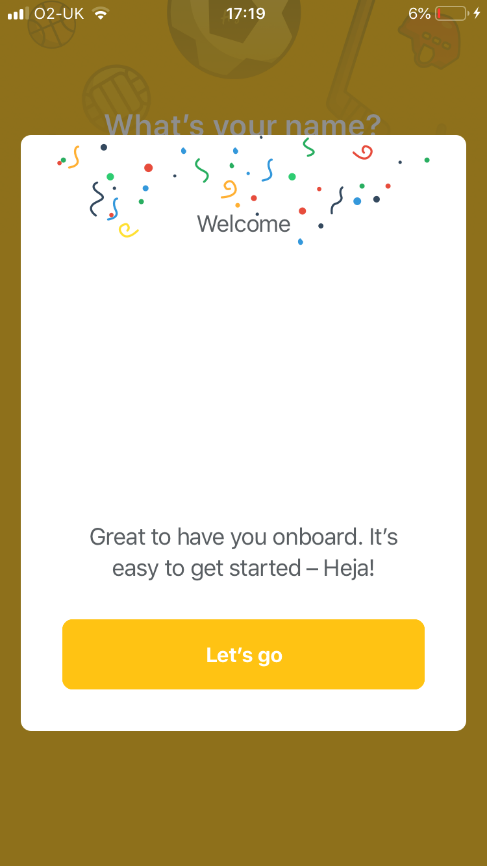 O2-UK 17:19 6%
What's your name?
Welcome
Great to have you onboard. It's
easy to get started – Heja!
Let's go